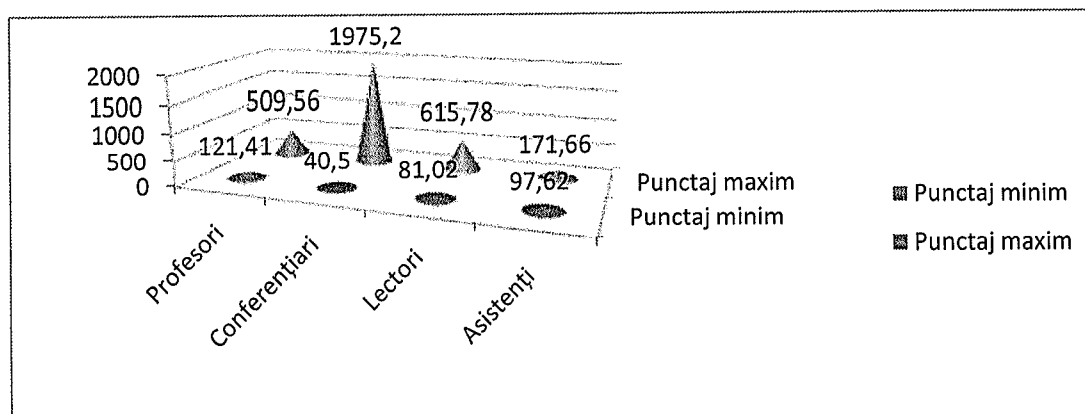 1975,2
2000
1500
1000
500
0
509,56
615,78
171,66
121,41
40,5
81,02
97,62
Punctaj maxim
Punctaj minim
Profesori
Conferențiari
Lectori
Asistenți
Punctaj minim
Punctaj maxim